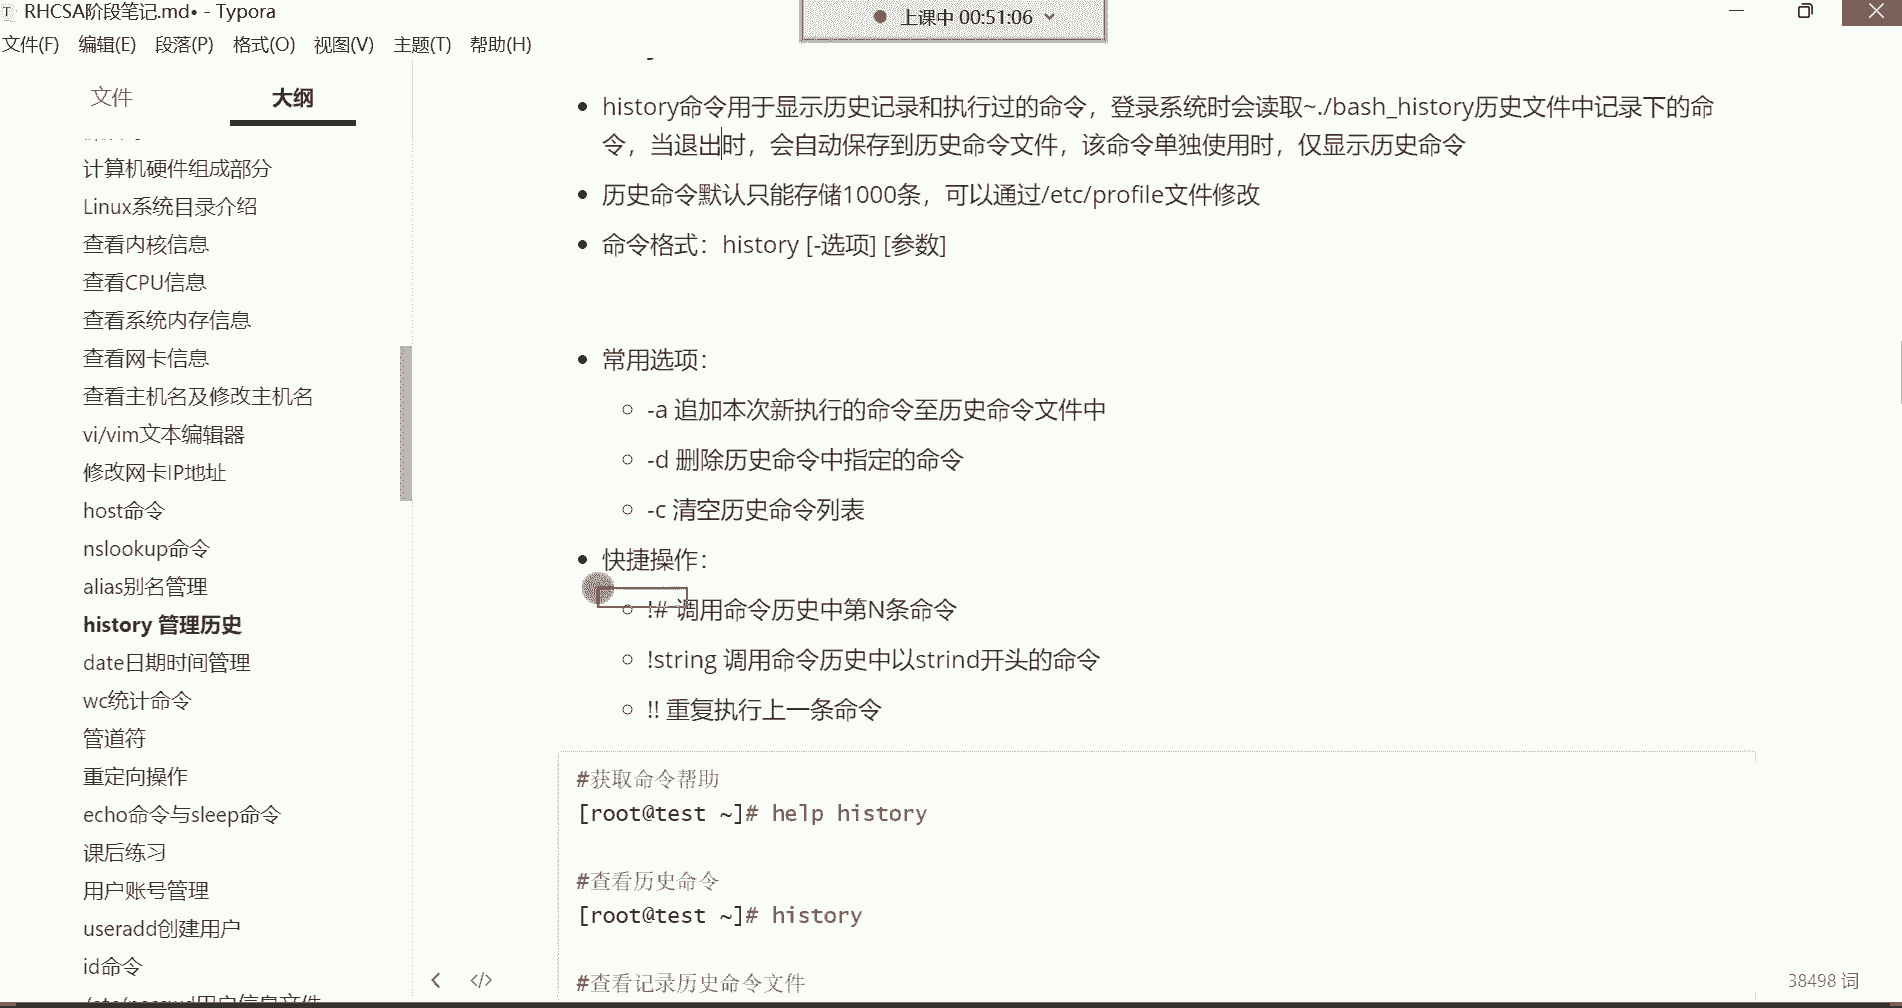 RHCSA阶段笔记.md• - Typora
上课中 00:51:06
文件(F) 编辑(E) 段落(P) 格式(O) 视图(V) 主题(T) 帮助(H)
文件 大纲
计算机硬件组成部分
Linux系统目录介绍
查看内核信息
查看CPU信息
查看系统内存信息
查看网卡信息
查看主机名及修改主机名
vi/vim文本编辑器
修改网卡IP地址
host命令
nslookup命令
alias别名管理
history 管理历史
date日期时间管理
wc统计命令
管道符
重定向操作
echo命令与sleep命令
课后练习
用户账号管理
useradd创建用户
id命令
/etc/passwd用户信息文件
history命令用于显示历史记录和执行过的命令，登录系统时会读取~./bash_history历史文件中记录下的命
令，当退出时，会自动保存到历史命令文件，该命令单独使用时，仅显示历史命令
历史命令默认只能存储1000条，可以通过/etc/profile文件修改
命令格式：history [-选项] [参数]
常用选项：
-a 追加本次新执行的命令至历史命令文件中
-d 删除历史命令中指定的命令
-c 清空历史命令列表
快捷操作：
!# 调用命令历史中第N条命令
!string 调用命令历史中以strind开头的命令
!! 重复执行上一条命令
#获取命令帮助
[root@test ~]# help history
#查看历史命令
[root@test ~]# history
#查看记录历史命令文件
38498 词